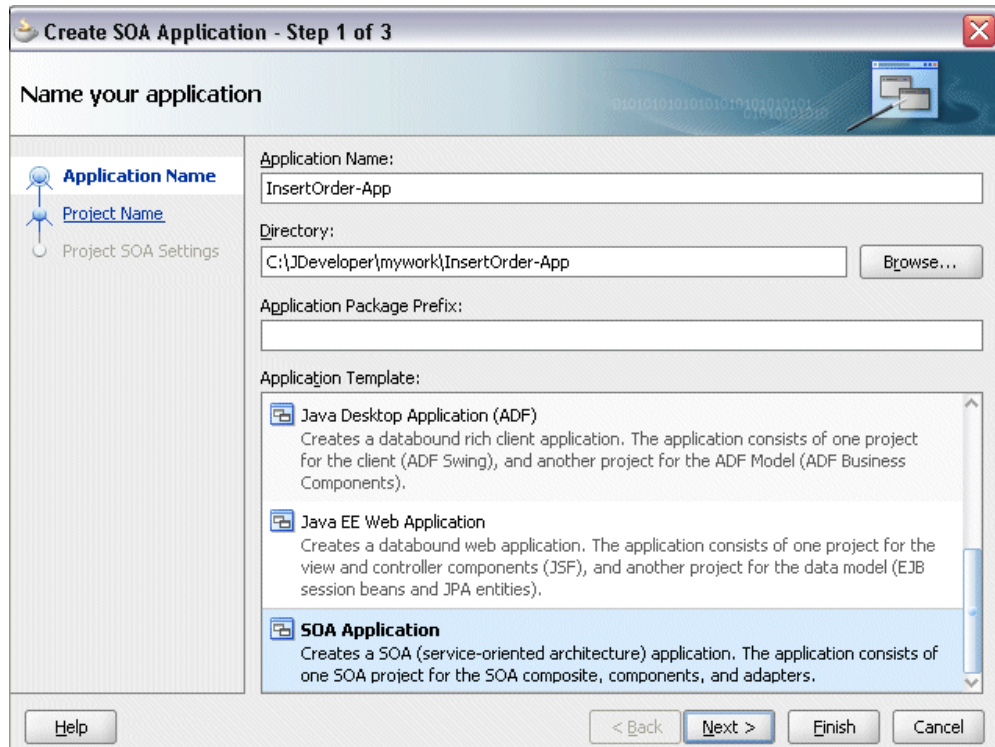 Create SOA Application - Step 1 of 3
Name your application
010101010101010101010101
01010101010
Application Name
Project Name
Project SOA Settings
Application Name:
InsertOrder-App
Directory:
C:\JDeveloper\mywork\InsertOrder-App
Browse...
Application Package Prefix:
Application Template:
Java Desktop Application (ADF)
Creates a databound rich client application. The application consists of one project
for the client (ADF Swing), and another project for the ADF Model (ADF Business
Components).
Java EE Web Application
Creates a databound web application. The application consists of one project for the
view and controller components (JSF), and another project for the data model (EJB
session beans and JPA entities).
SOA Application
Creates a SOA (service-oriented architecture) application. The application consists of
one SOA project for the SOA composite, components, and adapters.
Help
< Back
Next >
Finish
Cancel